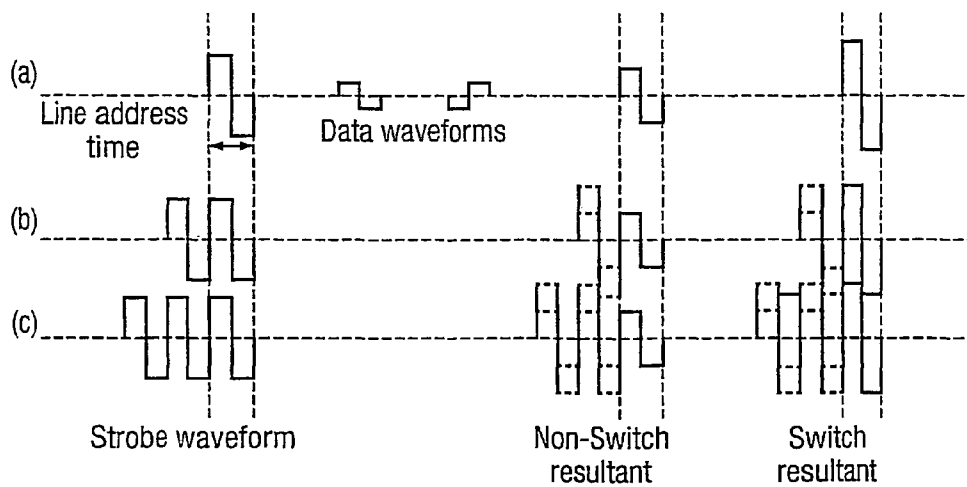 (a)
Line address
time
Data waveforms
(b)
(c)
Strobe waveform
Non-Switch
resultant
Switch
resultant